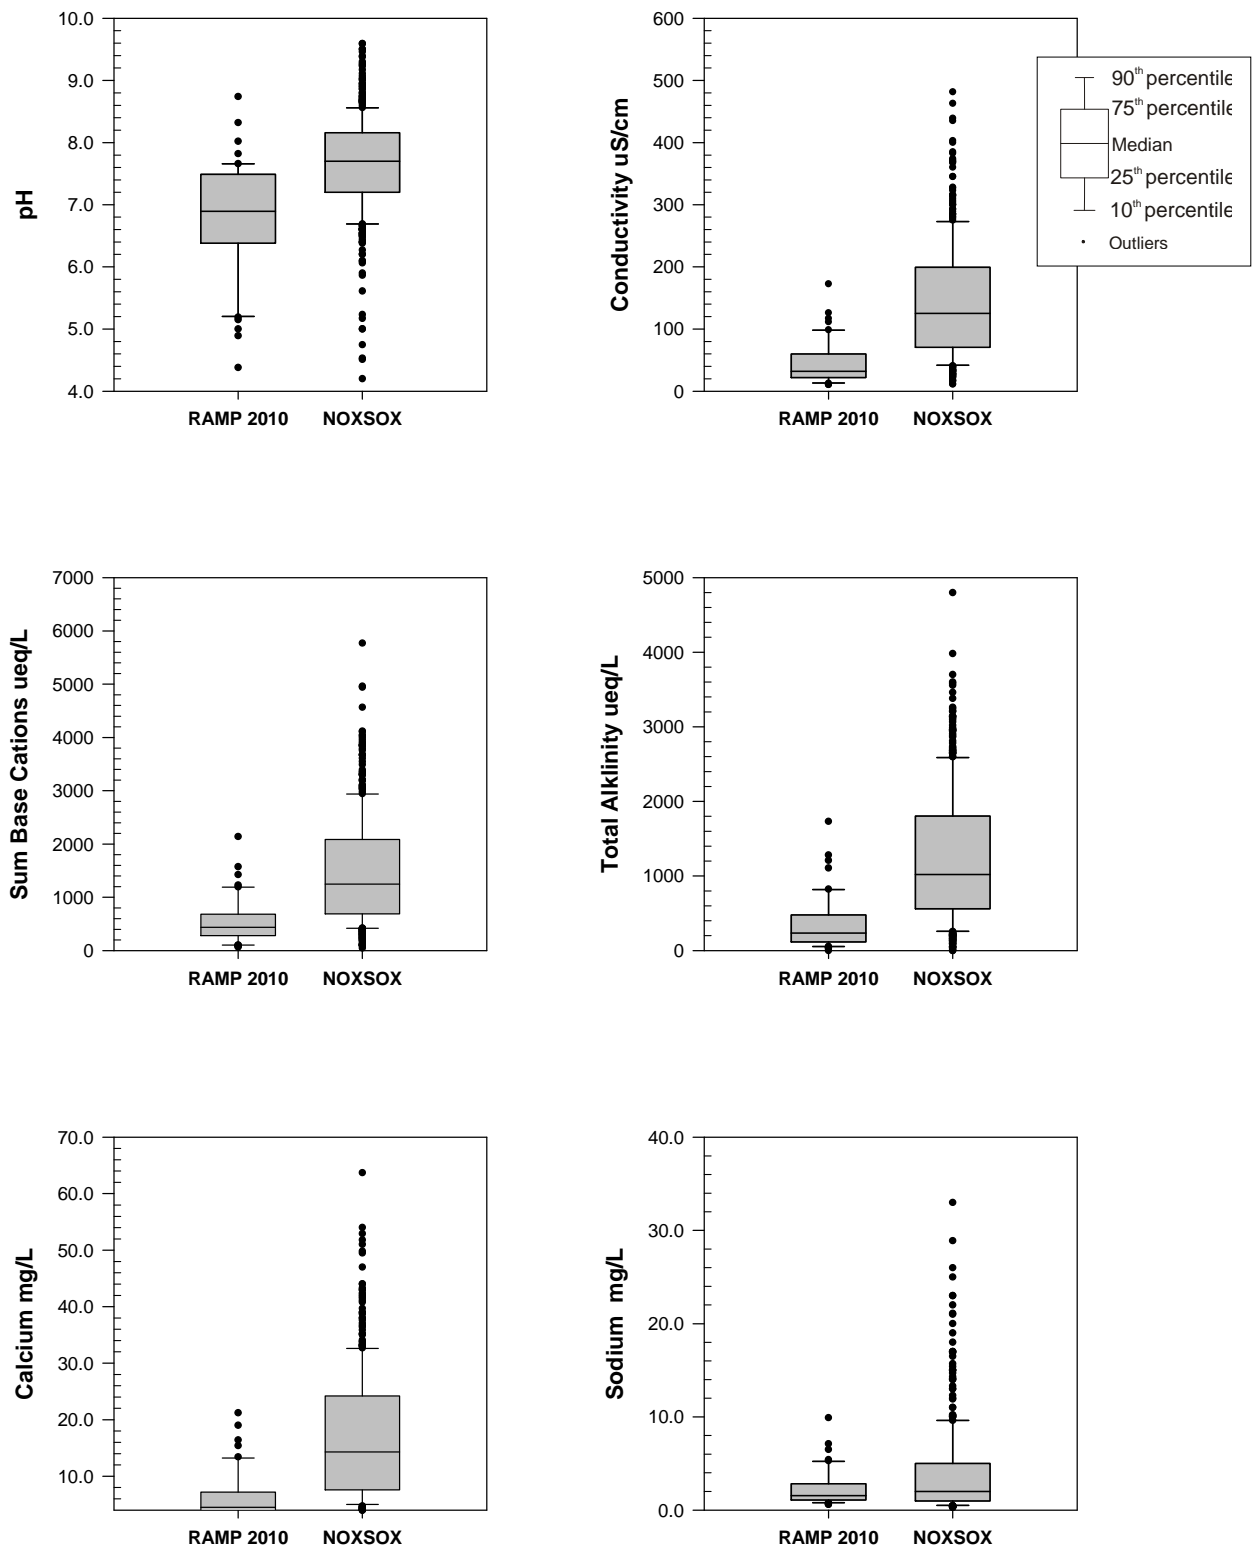 pH
10.0
9.0
8.0
7.0
6.0
5.0
4.0
RAMP 2010 NOXSOX
Conductivity uS/cm
600
500
400
300
200
100
0
RAMP 2010 NOXSOX
90th percentile
75th percentile
Median
25th percentile
10th percentile
Outliers
Sum Base Cations ueq/L
7000
6000
5000
4000
3000
2000
1000
0
RAMP 2010 NOXSOX
Total Alklinity ueq/L
5000
4000
3000
2000
1000
0
RAMP 2010 NOXSOX
Calcium mg/L
70.0
60.0
50.0
40.0
30.0
20.0
10.0
RAMP 2010 NOXSOX
Sodium mg/L
40.0
30.0
20.0
10.0
0.0
RAMP 2010 NOXSOX